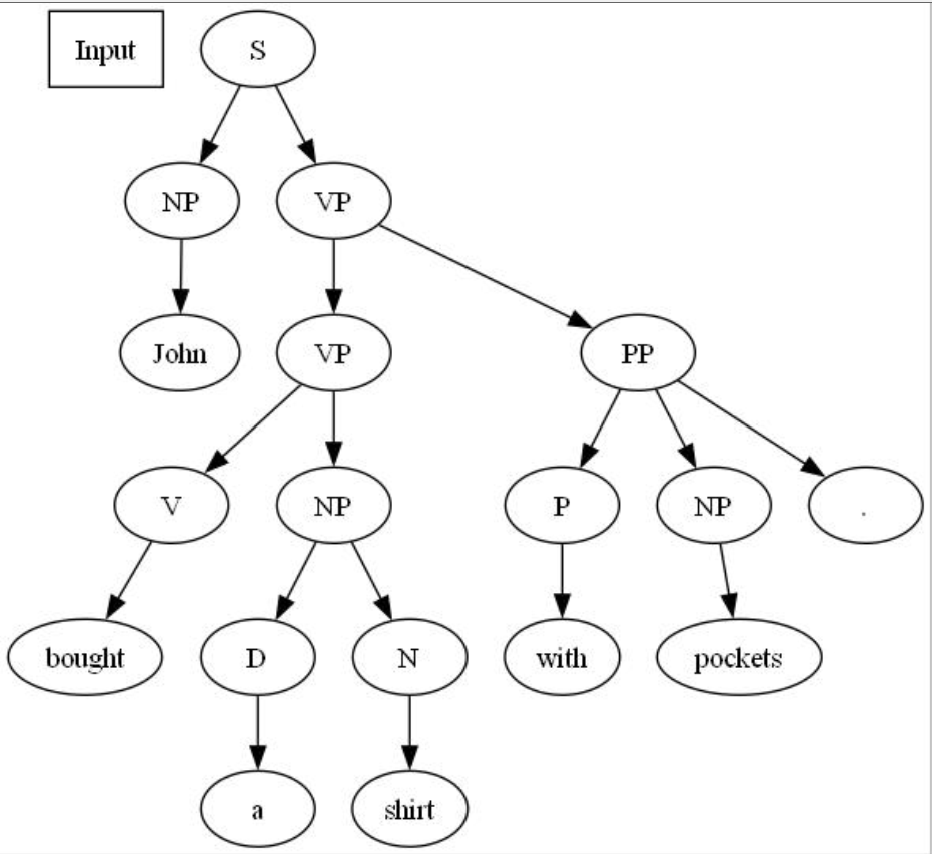 Input
S
NP
VP
John
VP
PP
V
NP
P
NP
.
bought
D
N
with
pockets
a
shirt